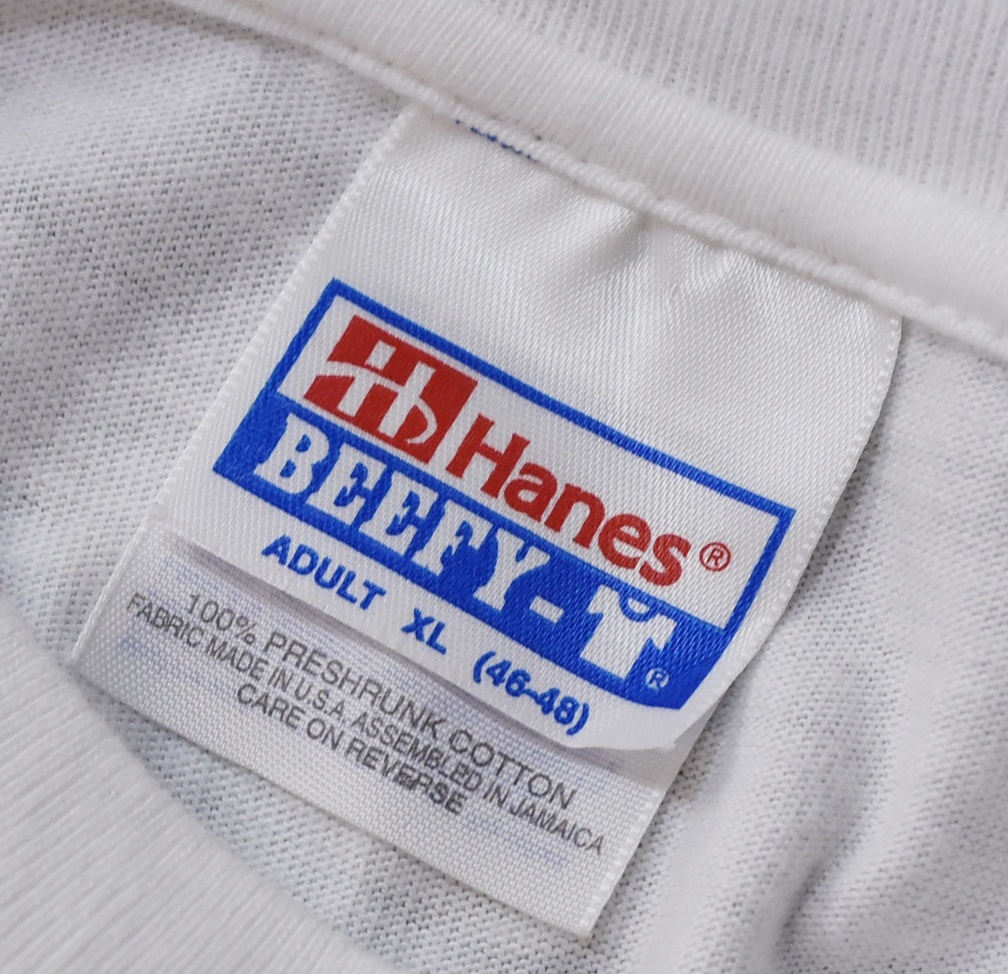 Hanes®
BEEFY-T®
ADULT XL (46-48)
100% PRESHRUNK COTTON
FABRIC MADE IN U.S.A. ASSEMBLED IN JAMAICA
CARE ON REVERSE